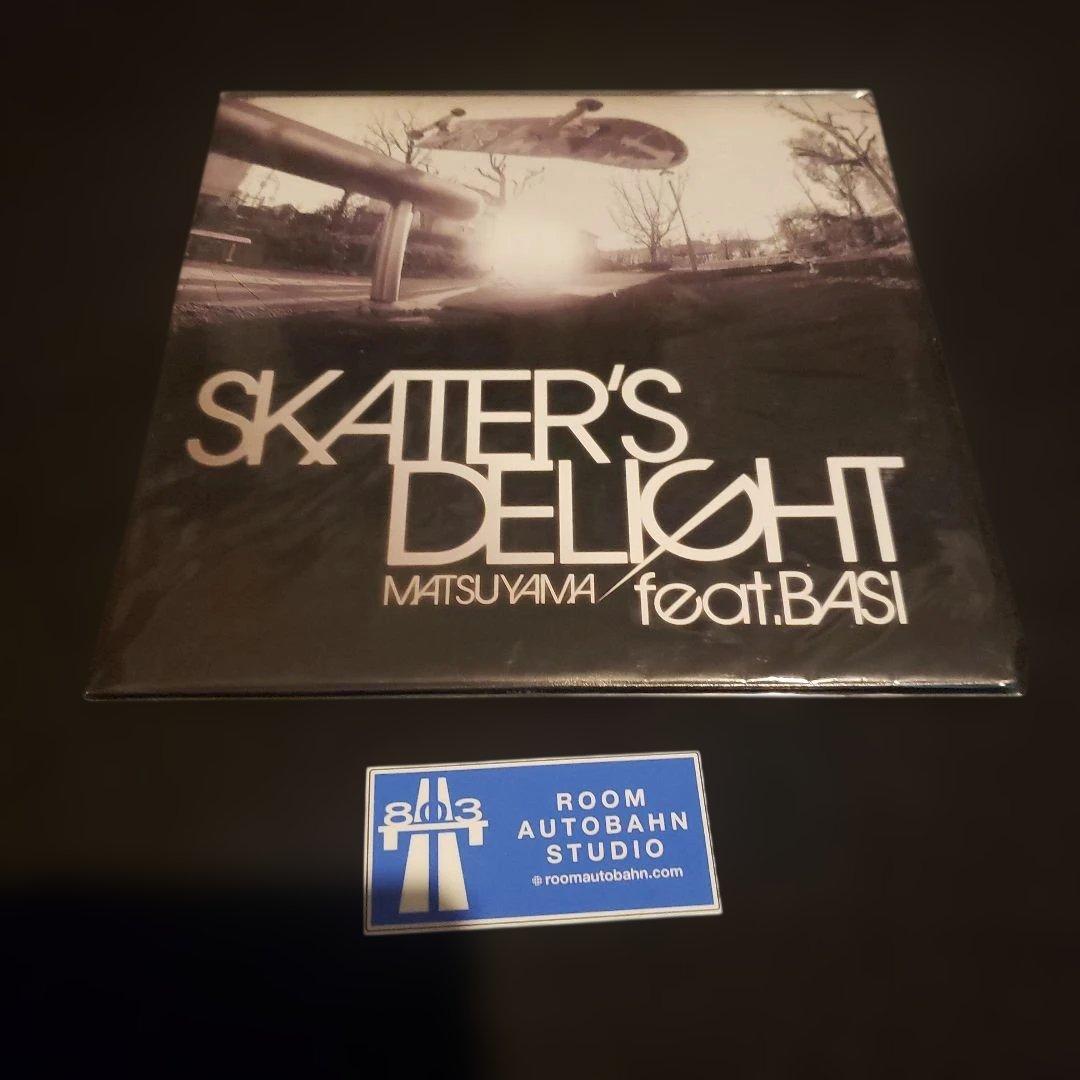 SKATER'S
DELIGHT
MATSUYAMA feat.BASI
803
ROOM
AUTOBAHN
STUDIO
roomautobahn.com